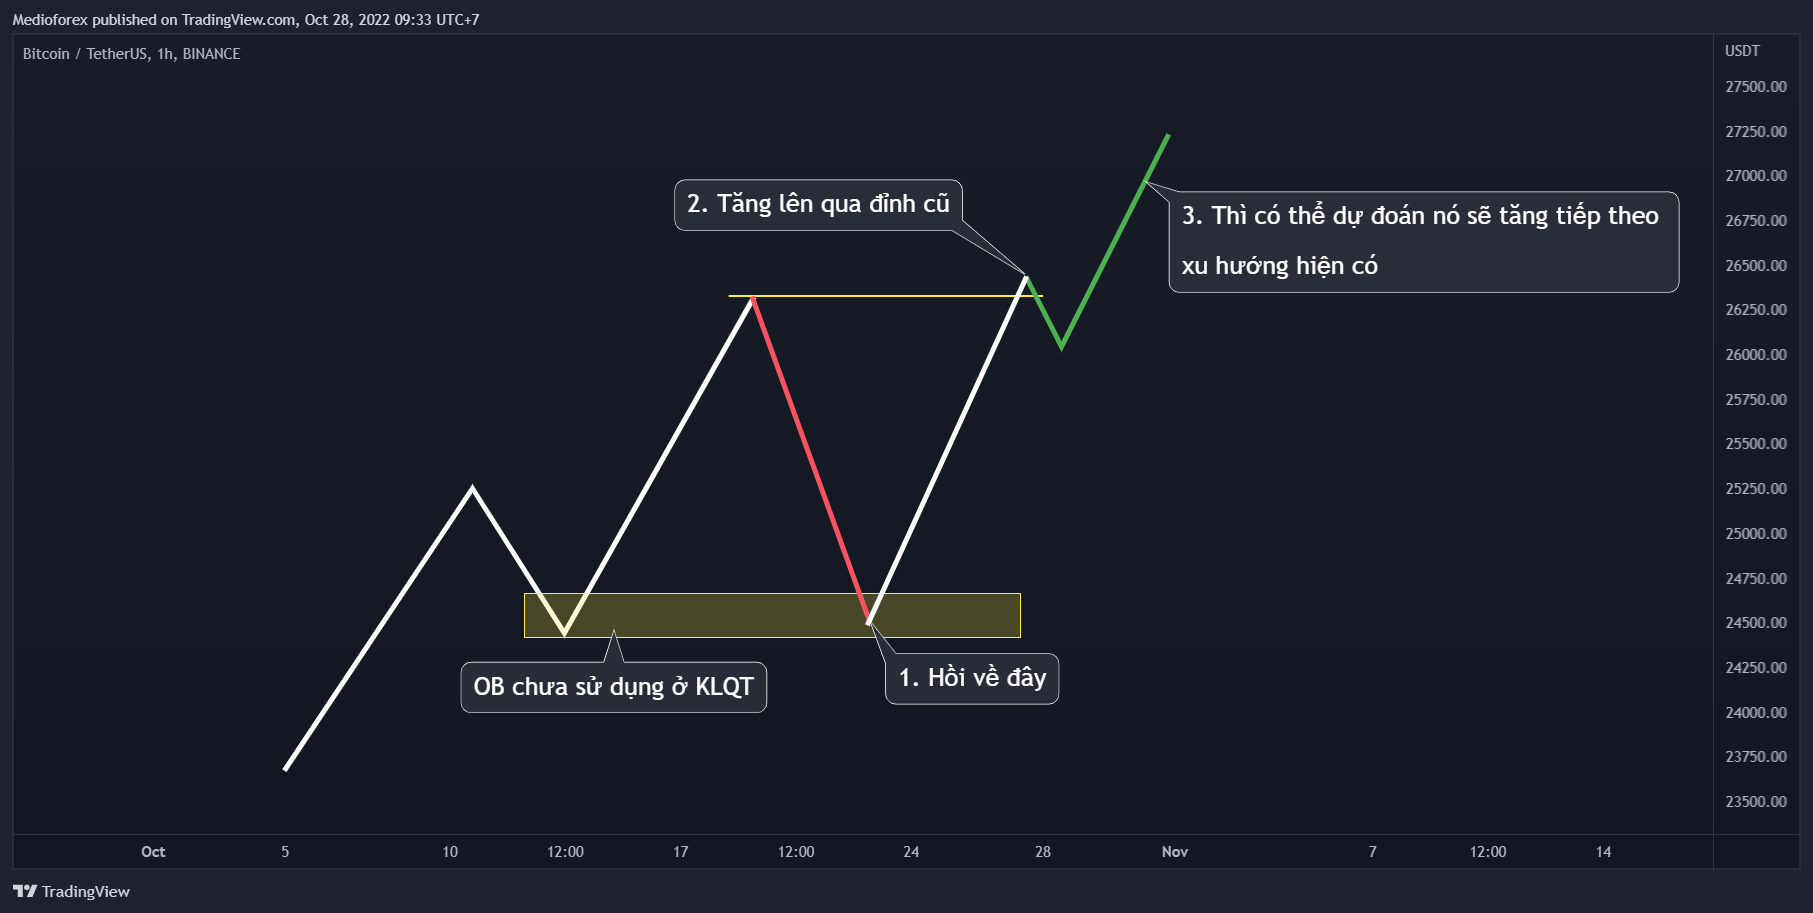 Medioforex published on TradingView.com, Oct 28, 2022 09:33 UTC+7
Bitcoin / TetherUS, 1h, BINANCE
USDT
27500.00
27250.00
27000.00
26750.00
26500.00
26250.00
26000.00
25750.00
25500.00
25250.00
25000.00
24750.00
24500.00
24250.00
24000.00
23750.00
23500.00
2. Tăng lên qua đỉnh cũ
3. Thì có thể dự đoán nó sẽ tăng tiếp theo
xu hướng hiện có
OB chưa sử dụng ở KLQT
1. Hồi về đây
Oct 5 10 12:00 17 12:00 24 28 Nov 7 12:00 14
TradingView